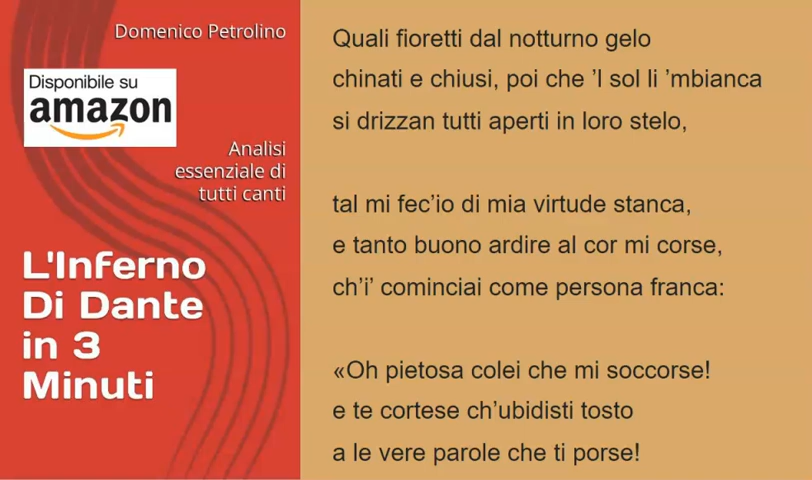 Domenico Petrolino
Disponibile su
amazon
Analisi
essenziale di
tutti canti
L'Inferno
Di Dante
in 3
Minuti
Quali fioretti dal notturno gelo
chinati e chiusi, poi che 'l sol li 'mbianca
si drizzan tutti aperti in loro stelo,
tal mi fec'io di mia virtude stanca,
e tanto buono ardire al cor mi corse,
ch'i' cominciai come persona franca:
«Oh pietosa colei che mi soccorse!
e te cortese ch'ubidisti tosto
a le vere parole che ti porse!